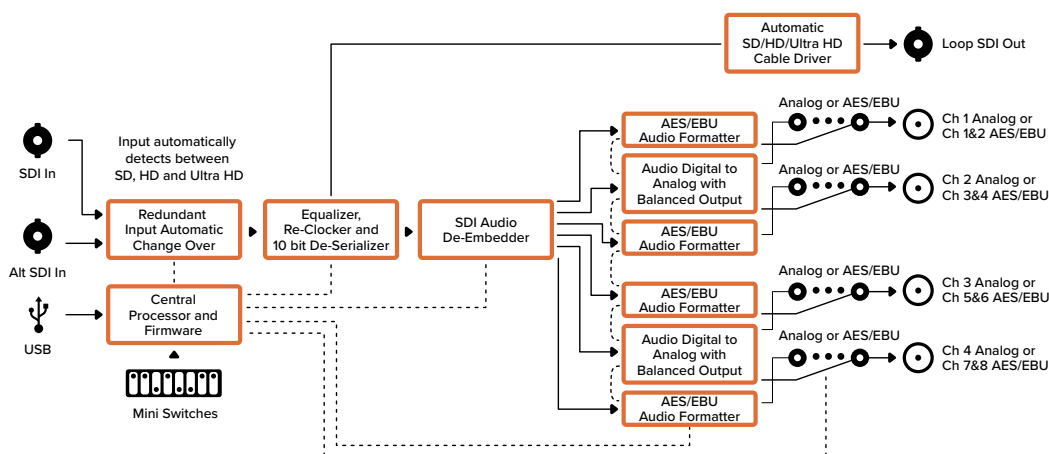 Automatic
SD/HD/Ultra HD
Cable Driver
Loop SDI Out
SDI In
Input automatically
detects between
SD, HD and Ultra HD
Alt SDI In
Redundant
Input Automatic
Change Over
Equalizer,
Re-Clocker and
10 bit De-Serializer
SDI Audio
De-Embedder
USB
Central
Processor and
Firmware
Mini Switches
AES/EBU
Audio Formatter
Audio Digital to
Analog with
Balanced Output
AES/EBU
Audio Formatter
AES/EBU
Audio Formatter
Audio Digital to
Analog with
Balanced Output
AES/EBU
Audio Formatter
Analog or AES/EBU
Ch 1 Analog or
Ch 1&2 AES/EBU
Analog or AES/EBU
Ch 2 Analog or
Ch 3&4 AES/EBU
Analog or AES/EBU
Ch 3 Analog or
Ch 5&6 AES/EBU
Analog or AES/EBU
Ch 4 Analog or
Ch 7&8 AES/EBU